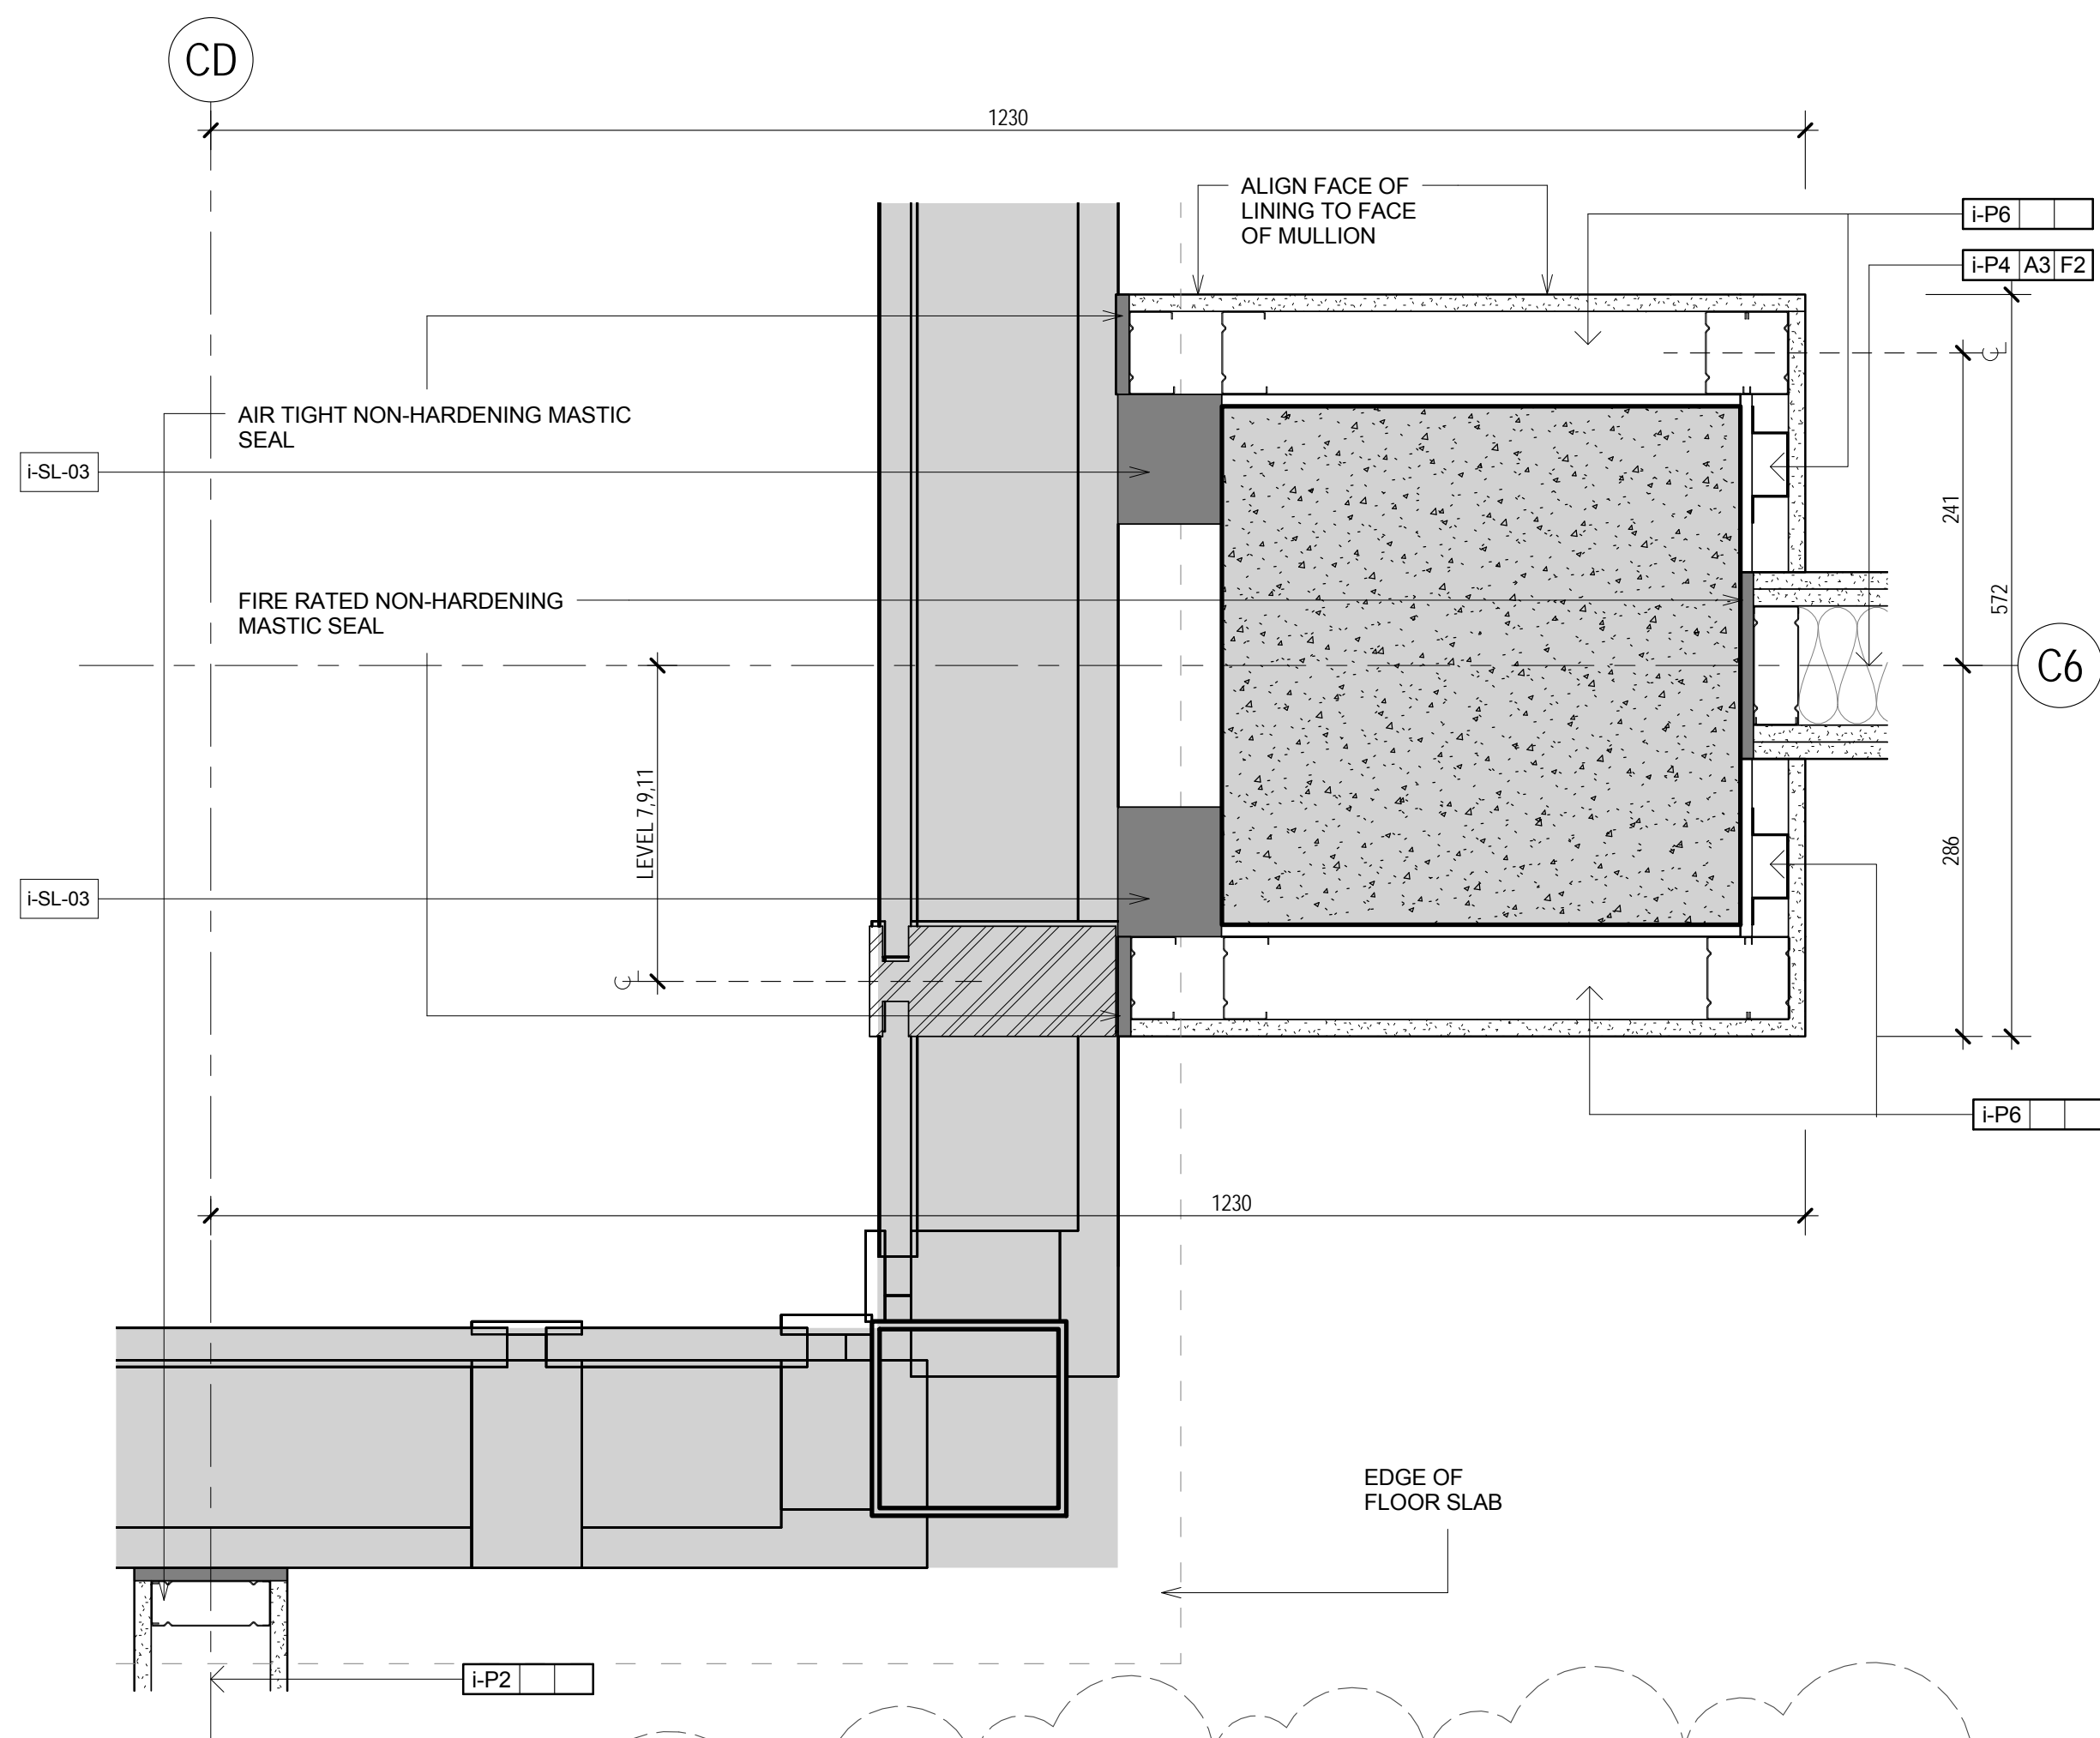 CD
1230
ALIGN FACE OF
LINING TO FACE
OF MULLION
i-P6
i-P4 A3 F2
AIR TIGHT NON-HARDENING MASTIC
SEAL
i-SL-03
241
572
FIRE RATED NON-HARDENING
MASTIC SEAL
C6
LEVEL 7,9,11
286
i-SL-03
i-P6
1230
EDGE OF
FLOOR SLAB
i-P2